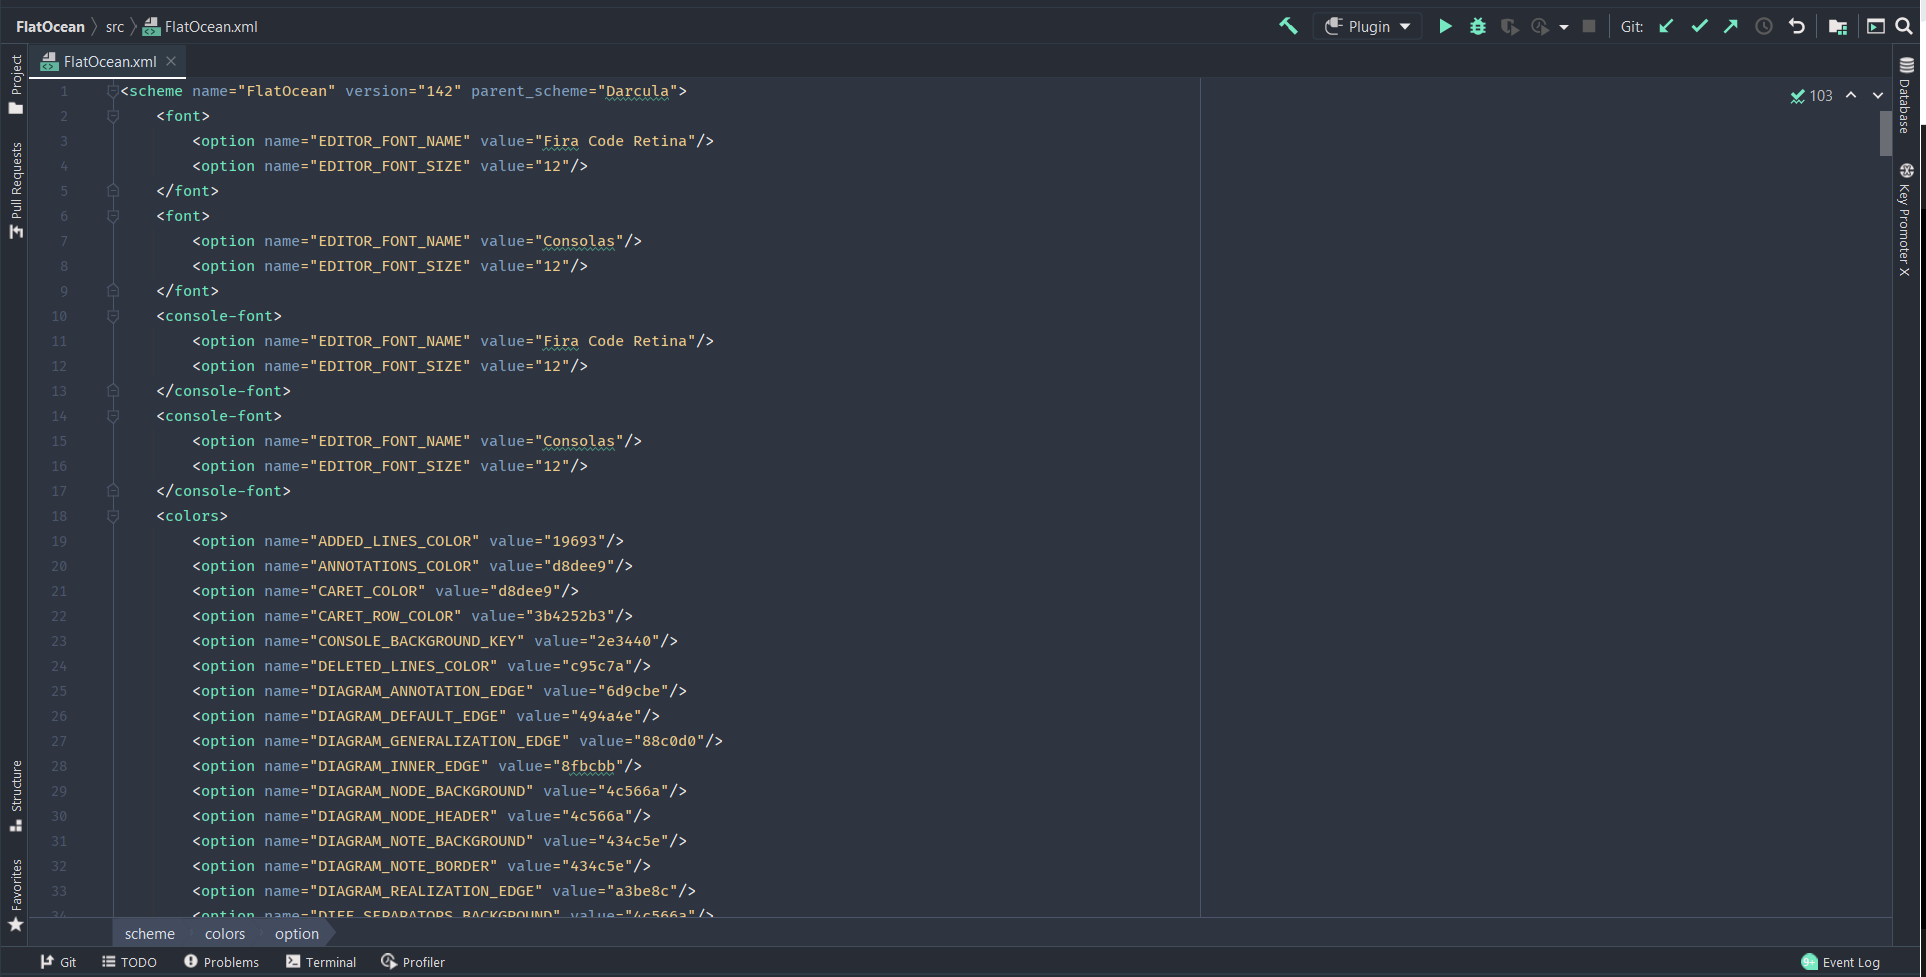 FlatOcean src FlatOcean.xml Plugin Git:
FlatOcean.xml
Project
Pull Requests
Structure
Favorites
1 <scheme name="FlatOcean" version="142" parent_scheme="Darcula">
2 <font>
3 <option name="EDITOR_FONT_NAME" value="Fira Code Retina"/>
4 <option name="EDITOR_FONT_SIZE" value="12"/>
5 </font>
6 <font>
7 <option name="EDITOR_FONT_NAME" value="Consolas"/>
8 <option name="EDITOR_FONT_SIZE" value="12"/>
9 </font>
10 <console-font>
11 <option name="EDITOR_FONT_NAME" value="Fira Code Retina"/>
12 <option name="EDITOR_FONT_SIZE" value="12"/>
13 </console-font>
14 <console-font>
15 <option name="EDITOR_FONT_NAME" value="Consolas"/>
16 <option name="EDITOR_FONT_SIZE" value="12"/>
17 </console-font>
18 <colors>
19 <option name="ADDED_LINES_COLOR" value="19693"/>
20 <option name="ANNOTATIONS_COLOR" value="d8dee9"/>
21 <option name="CARET_COLOR" value="d8dee9"/>
22 <option name="CARET_ROW_COLOR" value="3b4252b3"/>
23 <option name="CONSOLE_BACKGROUND_KEY" value="2e3440"/>
24 <option name="DELETED_LINES_COLOR" value="c95c7a"/>
25 <option name="DIAGRAM_ANNOTATION_EDGE" value="6d9cbe"/>
26 <option name="DIAGRAM_DEFAULT_EDGE" value="494a4e"/>
27 <option name="DIAGRAM_GENERALIZATION_EDGE" value="88c0d0"/>
28 <option name="DIAGRAM_INNER_EDGE" value="8fbcbb"/>
29 <option name="DIAGRAM_NODE_BACKGROUND" value="4c566a"/>
30 <option name="DIAGRAM_NODE_HEADER" value="4c566a"/>
31 <option name="DIAGRAM_NOTE_BACKGROUND" value="434c5e"/>
32 <option name="DIAGRAM_NOTE_BORDER" value="434c5e"/>
33 <option name="DIAGRAM_REALIZATION_EDGE" value="a3be8c"/>
34 <option name="DIFF_SEPARATORS_BACKGROUND" value="4c566a"/>
103
Database
Key Promoter X
scheme colors option
Git TODO Problems Terminal Profiler 9+ Event Log